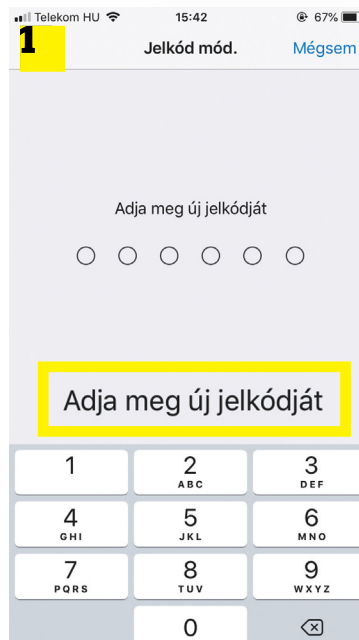 Telekom HU 15:42 67%
1 Jelkód mód. Mégsem
Adja meg új jelkódját
Adja meg új jelkódját
1 2 3
ABC DEF
4 5 6
GHI JKL MNO
7 8 9
PQRS TUV WXYZ
0